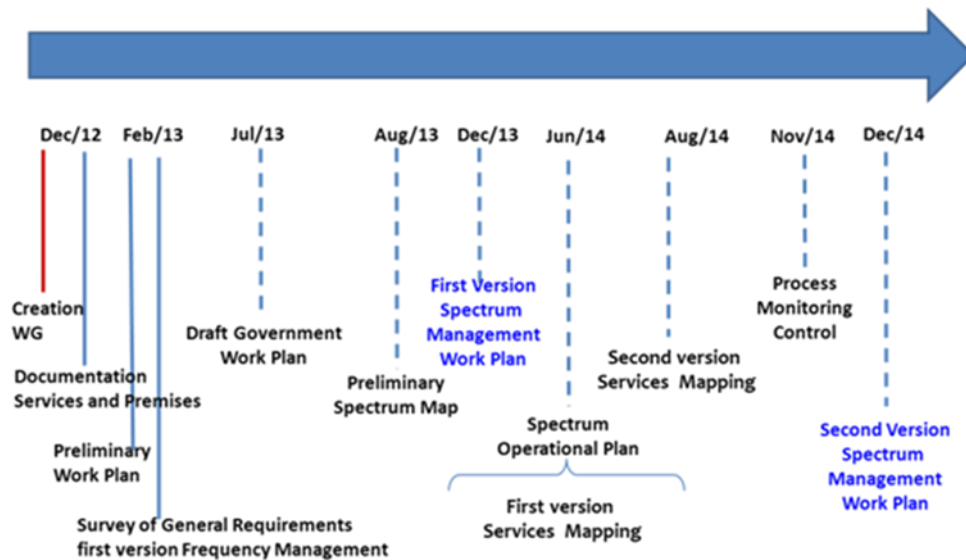 Dec/12 Feb/13 Jul/13 Aug/13 Dec/13 Jun/14 Aug/14 Nov/14 Dec/14
Creation
WG
Documentation
Services and Premises
Preliminary
Work Plan
Survey of General Requirements
first version Frequency Management
Draft Government
Work Plan
Preliminary
Spectrum Map
First Version
Spectrum
Management
Work Plan
Spectrum
Operational Plan
First version
Services Mapping
Second version
Services Mapping
Process
Monitoring
Control
Second Version
Spectrum
Management
Work Plan